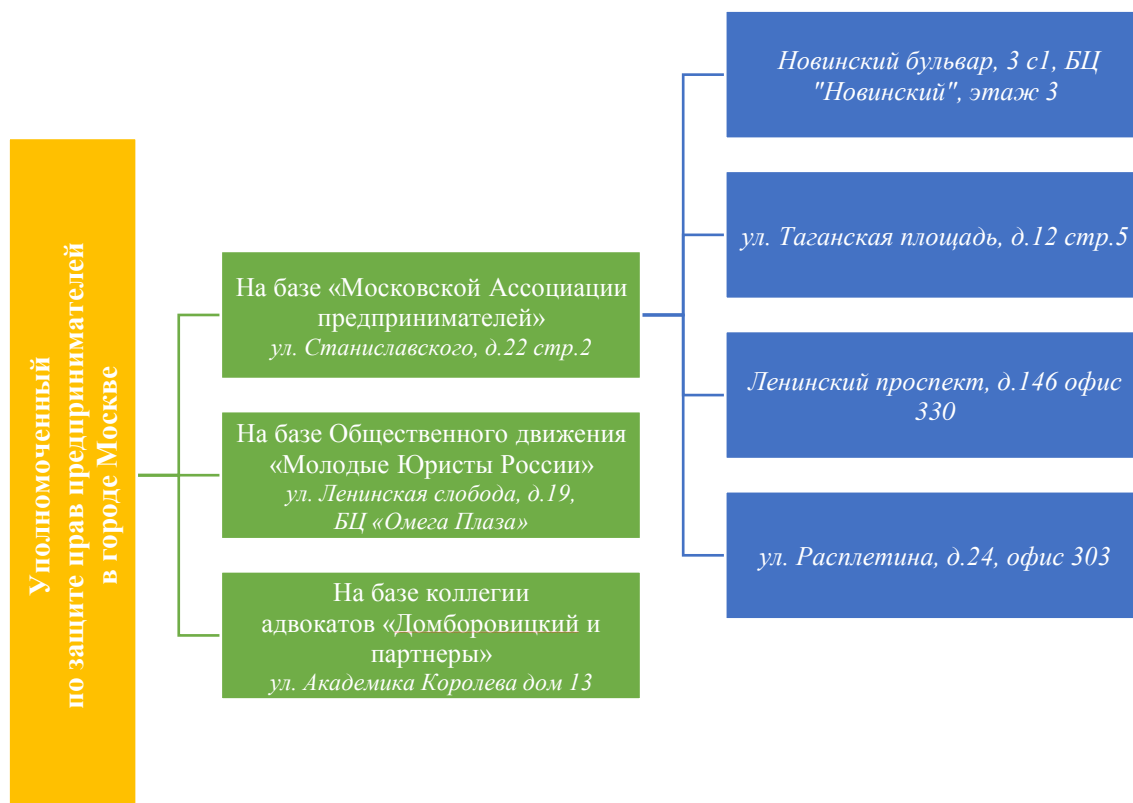 Уполномоченный
по защите прав предпринимателей
в городе Москве
На базе «Московской Ассоциации
предпринимателей»
ул. Станиславского, д.22 стр.2
На базе Общественного движения
«Молодые Юристы России»
ул. Ленинская слобода, д.19,
БЦ «Омега Плаза»
На базе коллегии
адвокатов «Домборовицкий и
партнеры»
ул. Академика Королева дом 13
Новинский бульвар, 3 с1, БЦ
"Новинский", этаж 3
ул. Таганская площадь, д.12 стр.5
Ленинский проспект, д.146 офис
330
ул. Расплетина, д.24, офис 303